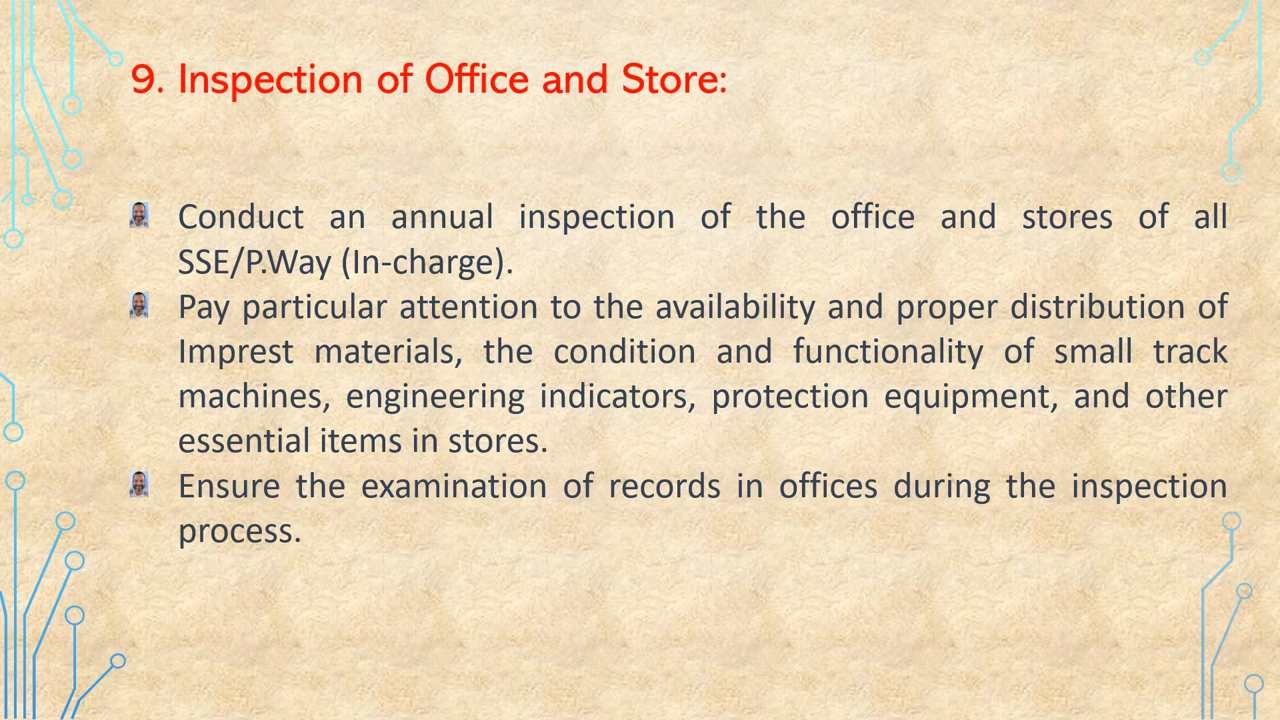 9. Inspection of Office and Store:
Conduct an annual inspection of the office and stores of all
SSE/P.Way (In-charge).
Pay particular attention to the availability and proper distribution of
Imprest materials, the condition and functionality of small track
machines, engineering indicators, protection equipment, and other
essential items in stores.
Ensure the examination of records in offices during the inspection
process.